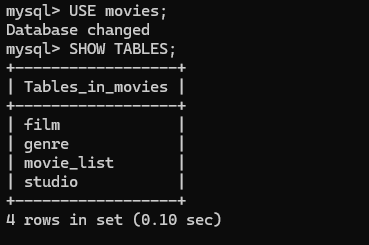 mysql> USE movies;
Database changed
mysql> SHOW TABLES;
+------------------+
| Tables_in_movies |
+------------------+
| film             |
| genre            |
| movie_list       |
| studio           |
+------------------+
4 rows in set (0.10 sec)